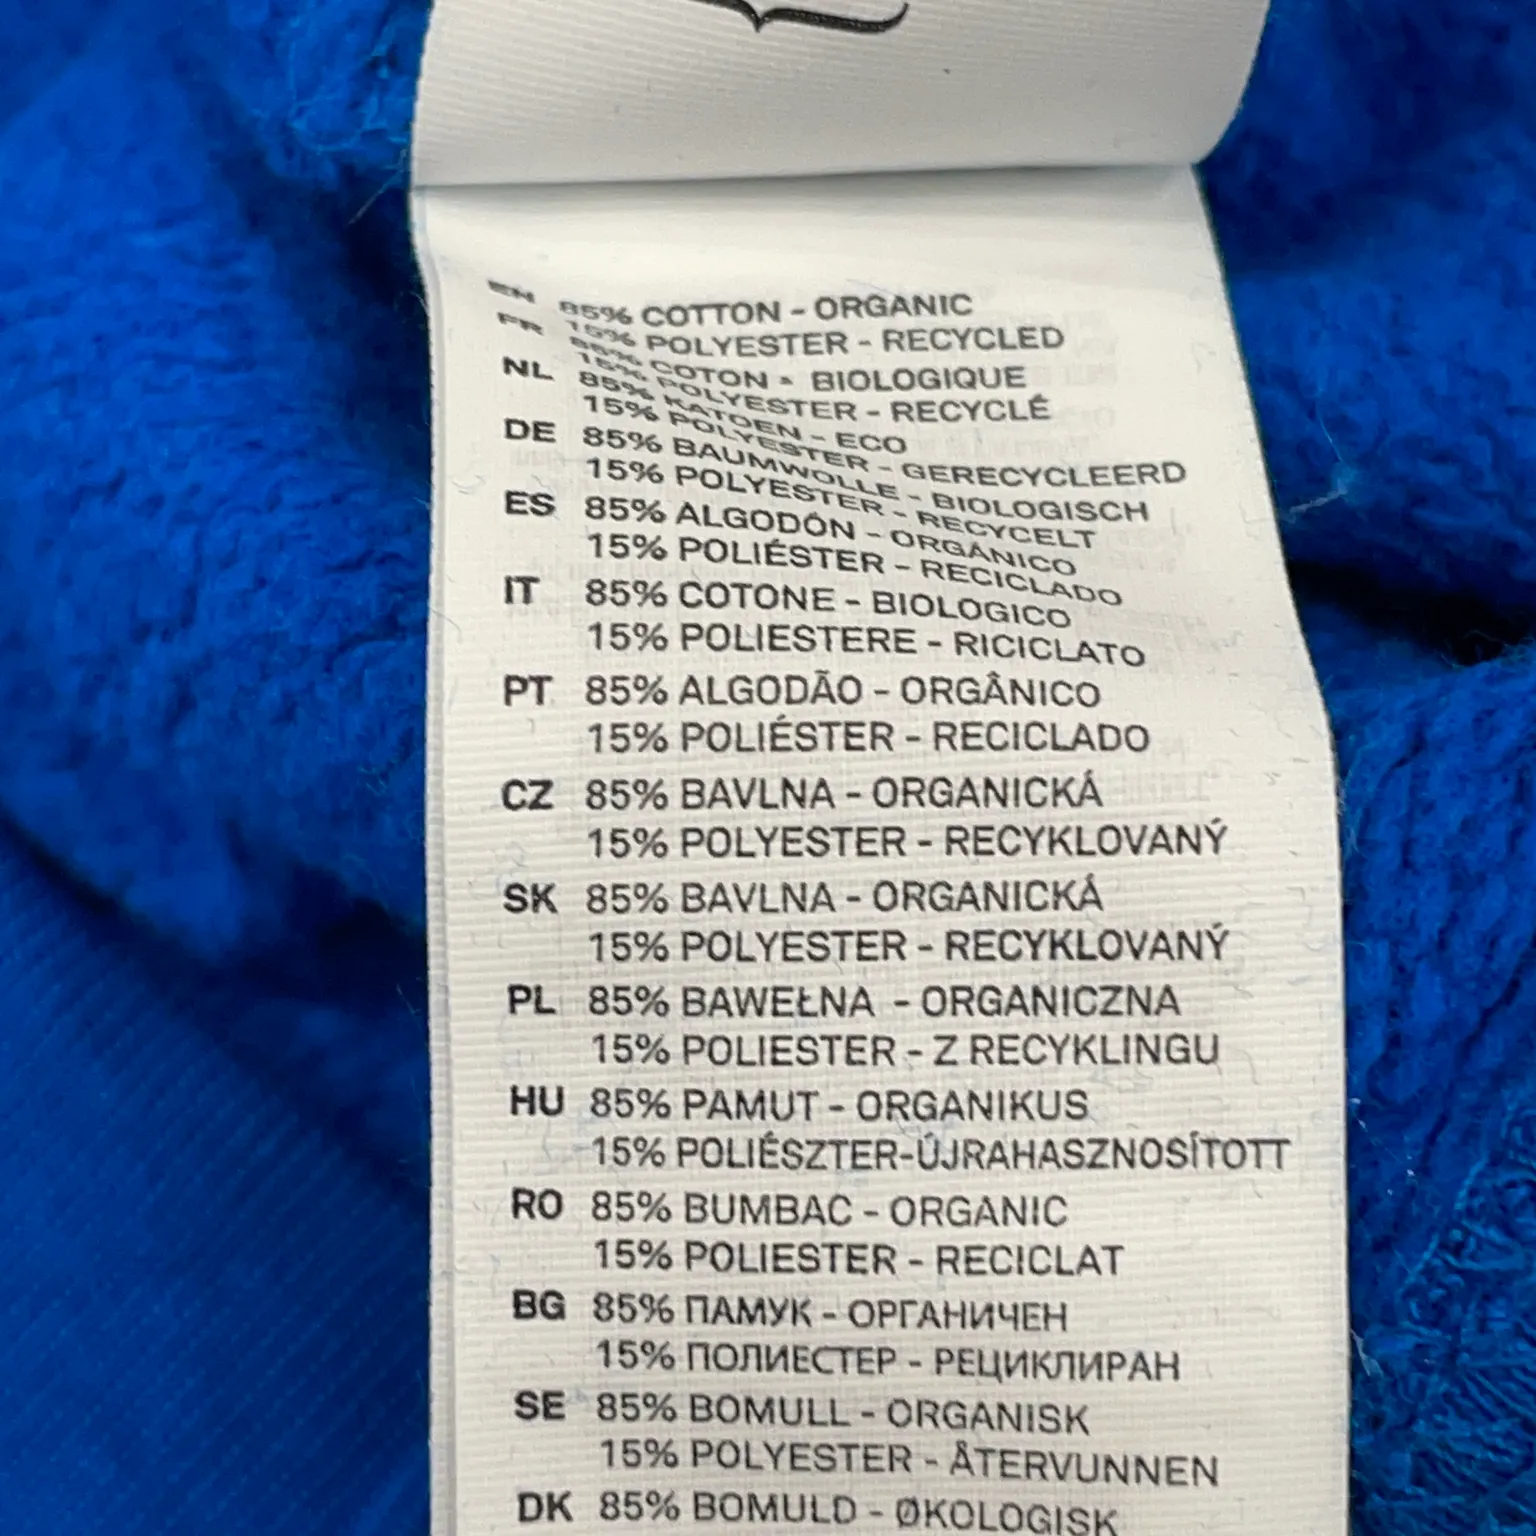 EN 85% COTTON - ORGANIC
15% POLYESTER - RECYCLED
FR 85% COTON - BIOLOGIQUE
15% POLYESTER - RECYCLÉ
NL 85% KATOEN - ECO
15% POLYESTER - GERECYCLEERD
DE 85% BAUMWOLLE - BIOLOGISCH
15% POLYESTER - RECYCELT
ES 85% ALGODÓN - ORGÁNICO
15% POLIÉSTER - RECICLADO
IT 85% COTONE - BIOLOGICO
15% POLIESTERE - RICICLATO
PT 85% ALGODÃO - ORGÂNICO
15% POLIÉSTER - RECICLADO
CZ 85% BAVLNA - ORGANICKÁ
15% POLYESTER - RECYKLOVANÝ
SK 85% BAVLNA - ORGANICKÁ
15% POLYESTER - RECYKLOVANÝ
PL 85% BAWEŁNA - ORGANICZNA
15% POLIESTER - Z RECYKLINGU
HU 85% PAMUT - ORGANIKUS
15% POLIÉSZTER-ÚJRAHASZNOSÍTOTT
RO 85% BUMBAC - ORGANIC
15% POLIESTER - RECICLAT
BG 85% ПАМУК - ОРГАНИЧЕН
15% ПОЛИЕСТЕР - РЕЦИКЛИРАН
SE 85% BOMULL - ORGANISK
15% POLYESTER - ÅTERVUNNEN
DK 85% BOMULD - ØKOLOGISK